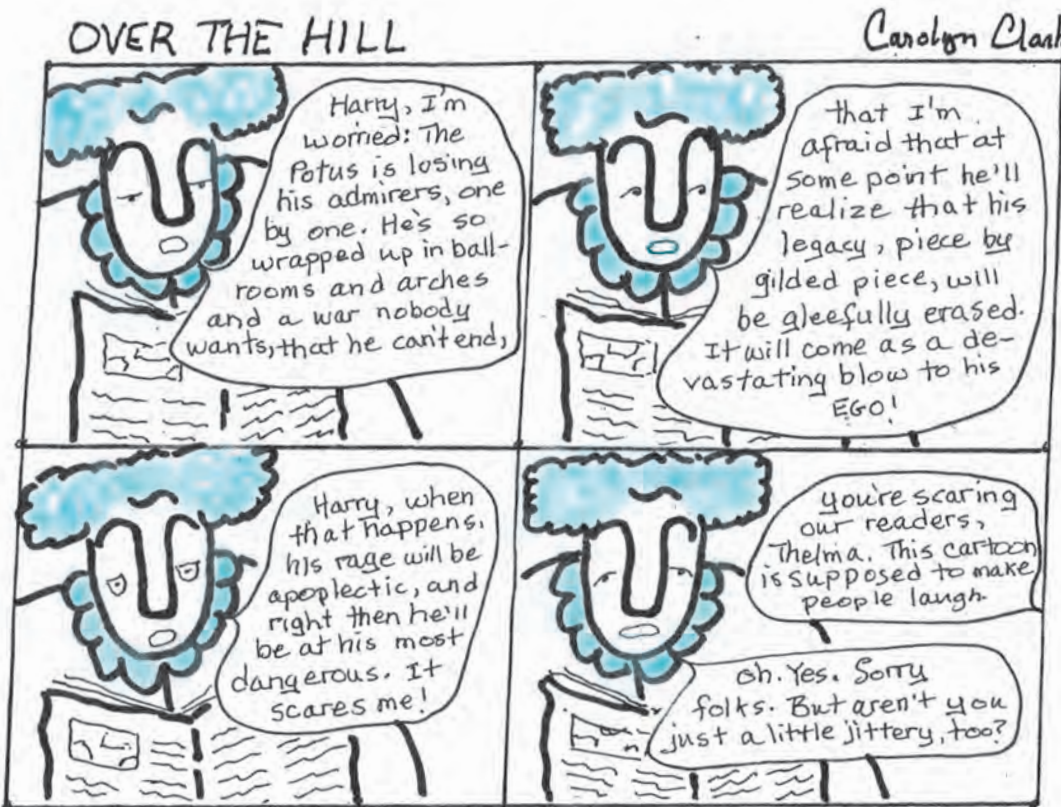 OVER THE HILL
Carolyn Clark
Harry, I'm
worried: The
Potus is losing
his admirers, one
by one. He's so
wrapped up in ball-
rooms and arches
and a war nobody
wants, that he can't end,
that I'm
afraid that at
some point he'll
realize that his
legacy, piece by
gilded piece, will
be gleefully erased.
It will come as a de-
vastating blow to his
EGO!
Harry, when
that happens,
his rage will be
apoplectic, and
right then he'll
be at his most
dangerous. It
scares me!
you're scaring
our readers,
Thelma. This cartoon
is supposed to make
people laugh
oh. Yes. Sorry
folks. But aren't you
just a little jittery, too?